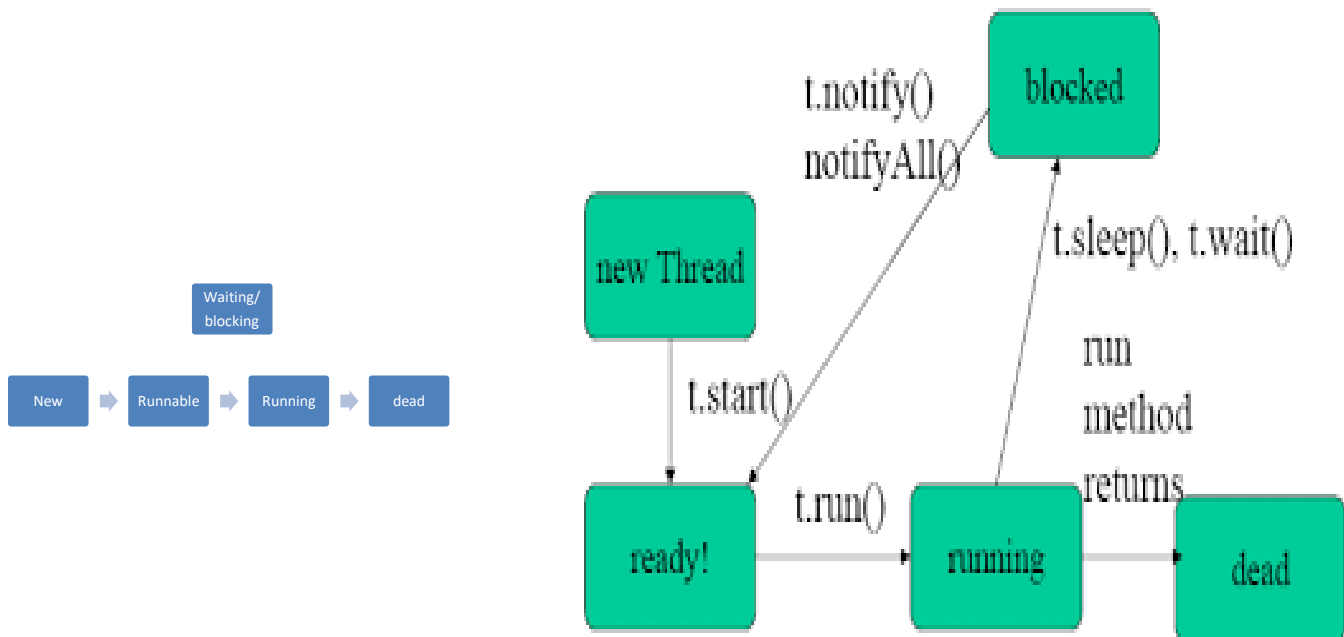 Waiting/
blocking
New
Runnable
Running
dead
blocked
t.notify()
notifyAll()
new Thread
t.sleep(), t.wait()
t.start()
run
method
returns
t.run()
ready!
running
dead